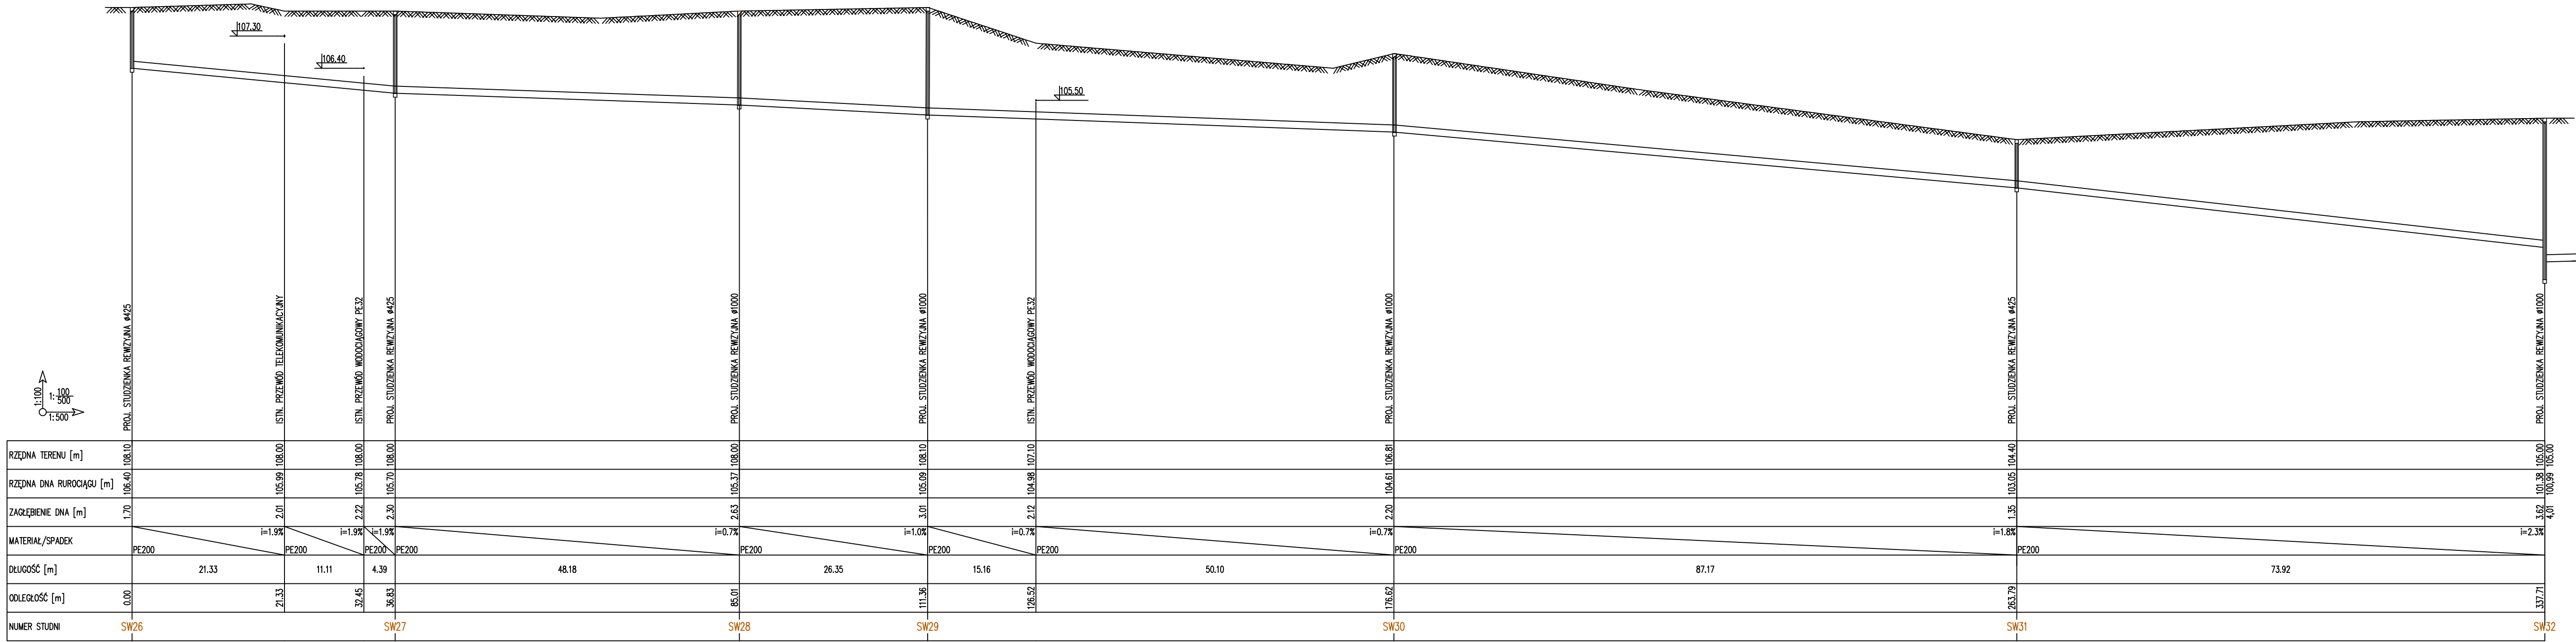 107.30
106.40
105.50
PROJ. STUDZIENKA REWIZYJNA ø425
ISTN. PRZEWÓD TELEKOMUNIKACYJNY
ISTN. PRZEWÓD WODOCIĄGOWY PE32
PROJ. STUDZIENKA REWIZYJNA ø425
PROJ. STUDZIENKA REWIZYJNA ø1000
PROJ. STUDZIENKA REWIZYJNA ø1000
ISTN. PRZEWÓD WODOCIĄGOWY PE32
PROJ. STUDZIENKA REWIZYJNA ø1000
PROJ. STUDZIENKA REWIZYJNA ø425
PROJ. STUDZIENKA REWIZYJNA ø1000
1:100
1: 100/500
1:500
RZĘDNA TERENU [m] 108.10 108.00 108.00 108.00 108.00 108.10 107.10 106.81 104.40 105.00 105.00
RZĘDNA DNA RUROCIĄGU [m] 106.40 105.99 105.78 105.70 105.37 105.09 104.98 104.61 103.05 101.38 100,99
ZAGŁĘBIENIE DNA [m] 1.70 2.01 2.22 2.30 2.63 3.01 2.12 2.20 1.35 3.62 4,01
MATERIAŁ/SPADEK
i=1.9% i=1.9% i=1.9% i=0.7% i=1.0% i=0.7% i=0.7% i=1.8% i=2.3%
PE200 PE200 PE200 PE200 PE200 PE200 PE200 PE200 PE200
DŁUGOŚĆ [m] 21.33 11.11 4.39 48.18 26.35 15.16 50.10 87.17 73.92
ODLEGŁOŚĆ [m] 0.00 21.33 32.45 36.83 85.01 111.36 126.52 176.62 263.79 337.71
NUMER STUDNI SW26 SW27 SW28 SW29 SW30 SW31 SW32